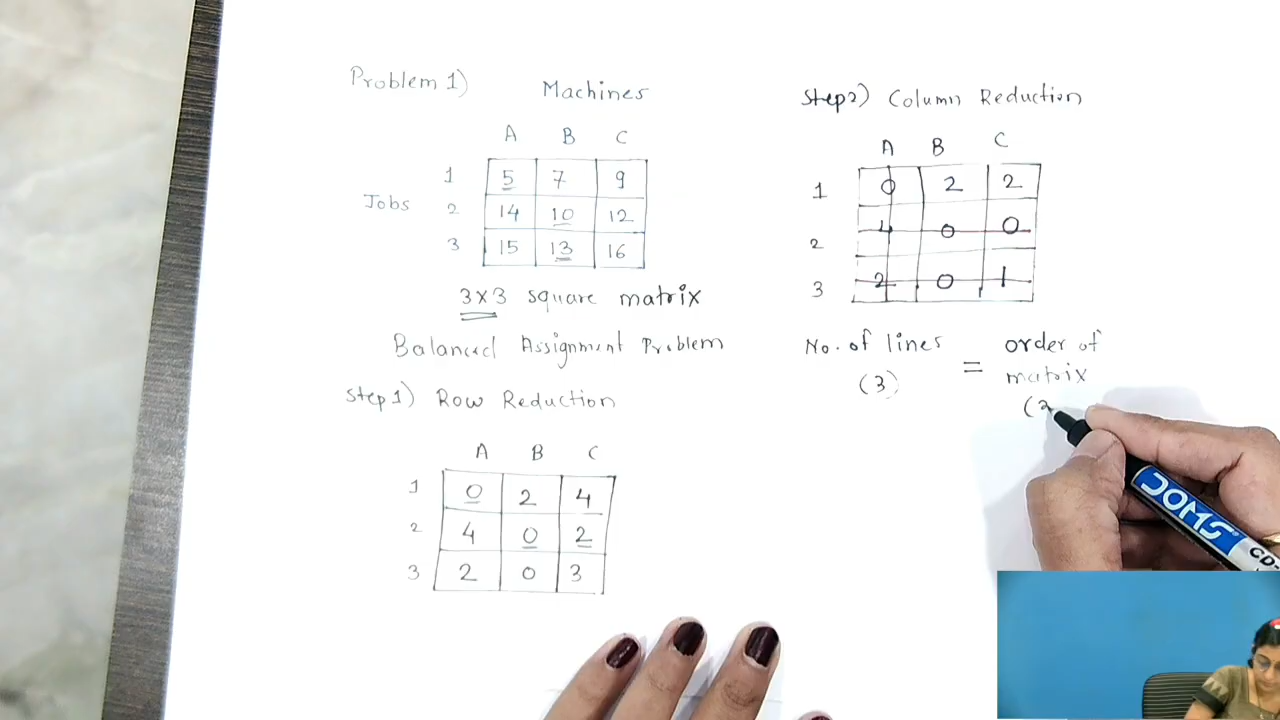 Problem 1)
Machines
A B C
1 5 7 9
Jobs 2 14 10 12
3 15 13 16
3x3 square matrix
Balanced Assignment Problem
Step 1) Row Reduction
A B C
1 0 2 4
2 4 0 2
3 2 0 3
Step 2) Column Reduction
A B C
1 0 2 2
2 4 0 0
3 2 0 1
No. of lines = order of
matrix
(3)
DOMS
CD-